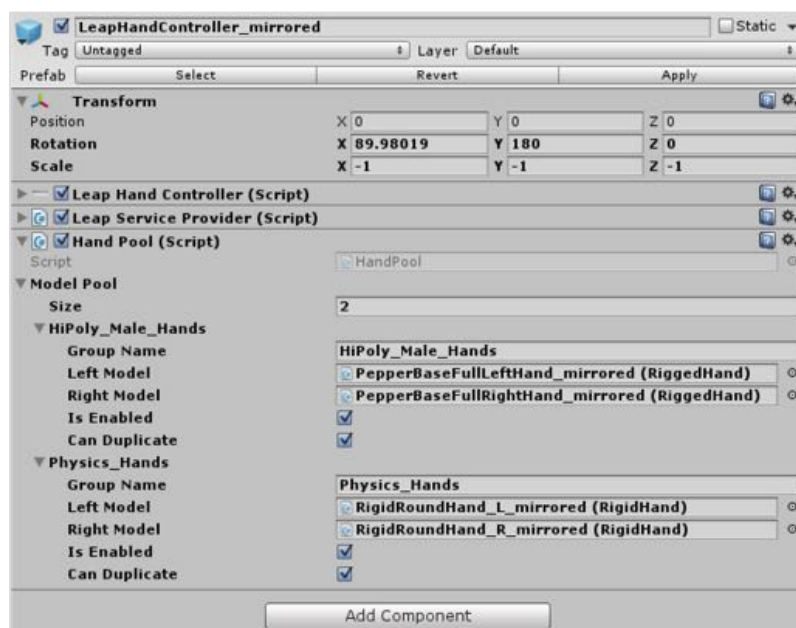 LeapHandController_mirrored Static
Tag Untagged Layer Default
Prefab Select Revert Apply
Transform
Position X 0 Y 0 Z 0
Rotation X 89.98019 Y 180 Z 0
Scale X -1 Y -1 Z -1
Leap Hand Controller (Script)
Leap Service Provider (Script)
Hand Pool (Script)
Script HandPool
Model Pool
Size 2
HiPoly_Male_Hands
Group Name HiPoly_Male_Hands
Left Model PepperBaseFullLeftHand_mirrored (RiggedHand)
Right Model PepperBaseFullRightHand_mirrored (RiggedHand)
Is Enabled
Can Duplicate
Physics_Hands
Group Name Physics_Hands
Left Model RigidRoundHand_L_mirrored (RigidHand)
Right Model RigidRoundHand_R_mirrored (RigidHand)
Is Enabled
Can Duplicate
Add Component